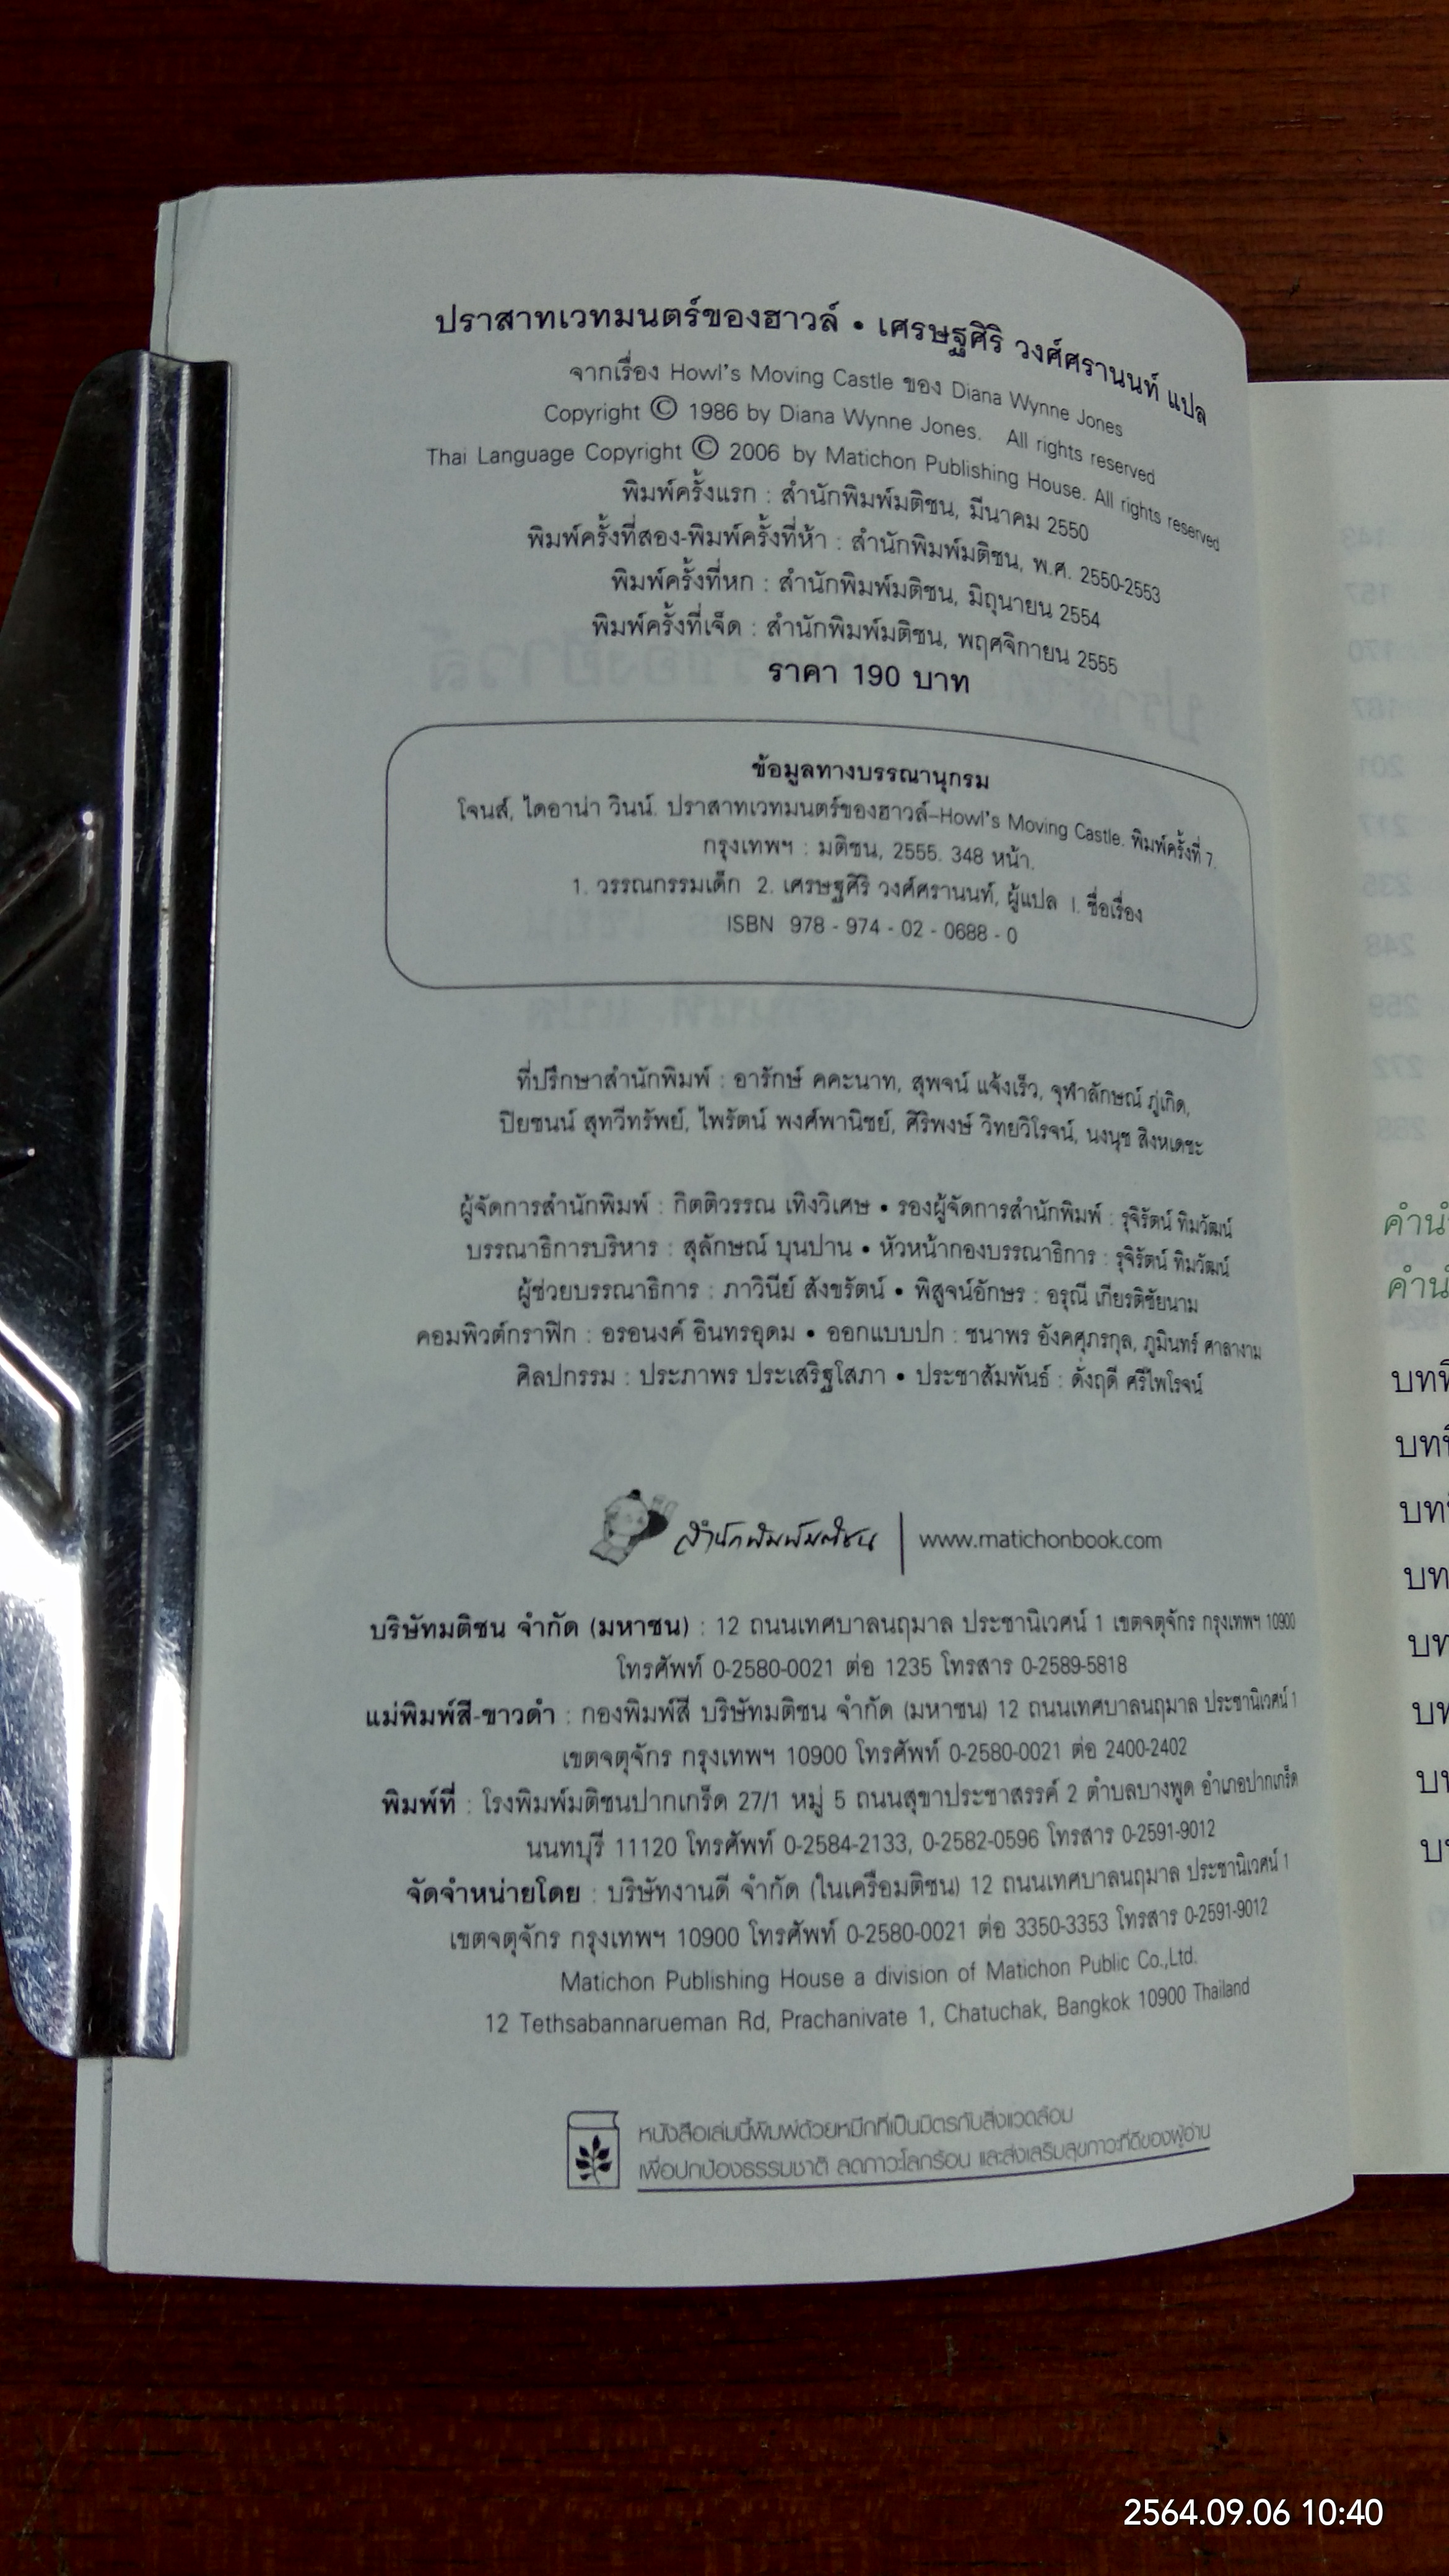 ปราสาทเวทมนตร์ของฮาวล์ • เศรษฐศิริ วงศ์ศรานนท์ แปล
จากเรื่อง Howl's Moving Castle ของ Diana Wynne Jones
Copyright © 1986 by Diana Wynne Jones. All rights reserved
Thai Language Copyright © 2006 by Matichon Publishing House. All rights reserved
พิมพ์ครั้งแรก : สำนักพิมพ์มติชน, มีนาคม 2550
พิมพ์ครั้งที่สอง-พิมพ์ครั้งที่ห้า : สำนักพิมพ์มติชน, พ.ศ. 2550-2553
พิมพ์ครั้งที่หก : สำนักพิมพ์มติชน, มิถุนายน 2554
พิมพ์ครั้งที่เจ็ด : สำนักพิมพ์มติชน, พฤศจิกายน 2555
ราคา 190 บาท
ข้อมูลทางบรรณานุกรม
โจนส์, ไดอาน่า วินน์. ปราสาทเวทมนตร์ของฮาวล์–Howl's Moving Castle. พิมพ์ครั้งที่ 7.
กรุงเทพฯ : มติชน, 2555. 348 หน้า.
1. วรรณกรรมเด็ก 2. เศรษฐศิริ วงศ์ศรานนท์, ผู้แปล I. ชื่อเรื่อง
ISBN 978 - 974 - 02 - 0688 - 0
ที่ปรึกษาสำนักพิมพ์ : อารักษ์ คคะนาท, สุพจน์ แจ้งเร็ว, จุฬาลักษณ์ ภู่เกิด,
ปิยชนน์ สุทวีทรัพย์, ไพรัตน์ พงศ์พานิชย์, ศิริพงษ์ วิทยวิโรจน์, นงนุช สิงหเดชะ
ผู้จัดการสำนักพิมพ์ : กิตติวรรณ เทิงวิเศษ • รองผู้จัดการสำนักพิมพ์ : รุจิรัตน์ ทิมวัฒน์
บรรณาธิการบริหาร : สุลักษณ์ บุนปาน • หัวหน้ากองบรรณาธิการ : รุจิรัตน์ ทิมวัฒน์
ผู้ช่วยบรรณาธิการ : ภาวินีย์ สังขรัตน์ • พิสูจน์อักษร : อรุณี เกียรติชัยนาม
คอมพิวต์กราฟิก : อรอนงค์ อินทรอุดม • ออกแบบปก : ชนาพร อังคศุภรกุล, ภูมินทร์ ศาลางาม
ศิลปกรรม : ประภาพร ประเสริฐโสภา • ประชาสัมพันธ์ : ดั่งฤดี ศรีไพโรจน์
สำนักพิมพ์มติชน | www.matichonbook.com
บริษัทมติชน จำกัด (มหาชน) : 12 ถนนเทศบาลนฤมาล ประชานิเวศน์ 1 เขตจตุจักร กรุงเทพฯ 10900
โทรศัพท์ 0-2580-0021 ต่อ 1235 โทรสาร 0-2589-5818
แม่พิมพ์สี-ขาวดำ : กองพิมพ์สี บริษัทมติชน จำกัด (มหาชน) 12 ถนนเทศบาลนฤมาล ประชานิเวศน์ 1
เขตจตุจักร กรุงเทพฯ 10900 โทรศัพท์ 0-2580-0021 ต่อ 2400-2402
พิมพ์ที่ : โรงพิมพ์มติชนปากเกร็ด 27/1 หมู่ 5 ถนนสุขาประชาสรรค์ 2 ตำบลบางพูด อำเภอปากเกร็ด
นนทบุรี 11120 โทรศัพท์ 0-2584-2133, 0-2582-0596 โทรสาร 0-2591-9012
จัดจำหน่ายโดย : บริษัทงานดี จำกัด (ในเครือมติชน) 12 ถนนเทศบาลนฤมาล ประชานิเวศน์ 1
เขตจตุจักร กรุงเทพฯ 10900 โทรศัพท์ 0-2580-0021 ต่อ 3350-3353 โทรสาร 0-2591-9012
Matichon Publishing House a division of Matichon Public Co.,Ltd.
12 Tethsabannarueman Rd, Prachanivate 1, Chatuchak, Bangkok 10900 Thailand
หนังสือเล่มนี้พิมพ์ด้วยหมึกที่เป็นมิตรกับสิ่งแวดล้อม
เพื่อปกป้องธรรมชาติ ลดภาวะโลกร้อน และส่งเสริมสุขภาวะที่ดีของผู้อ่าน
2564.09.06 10:40